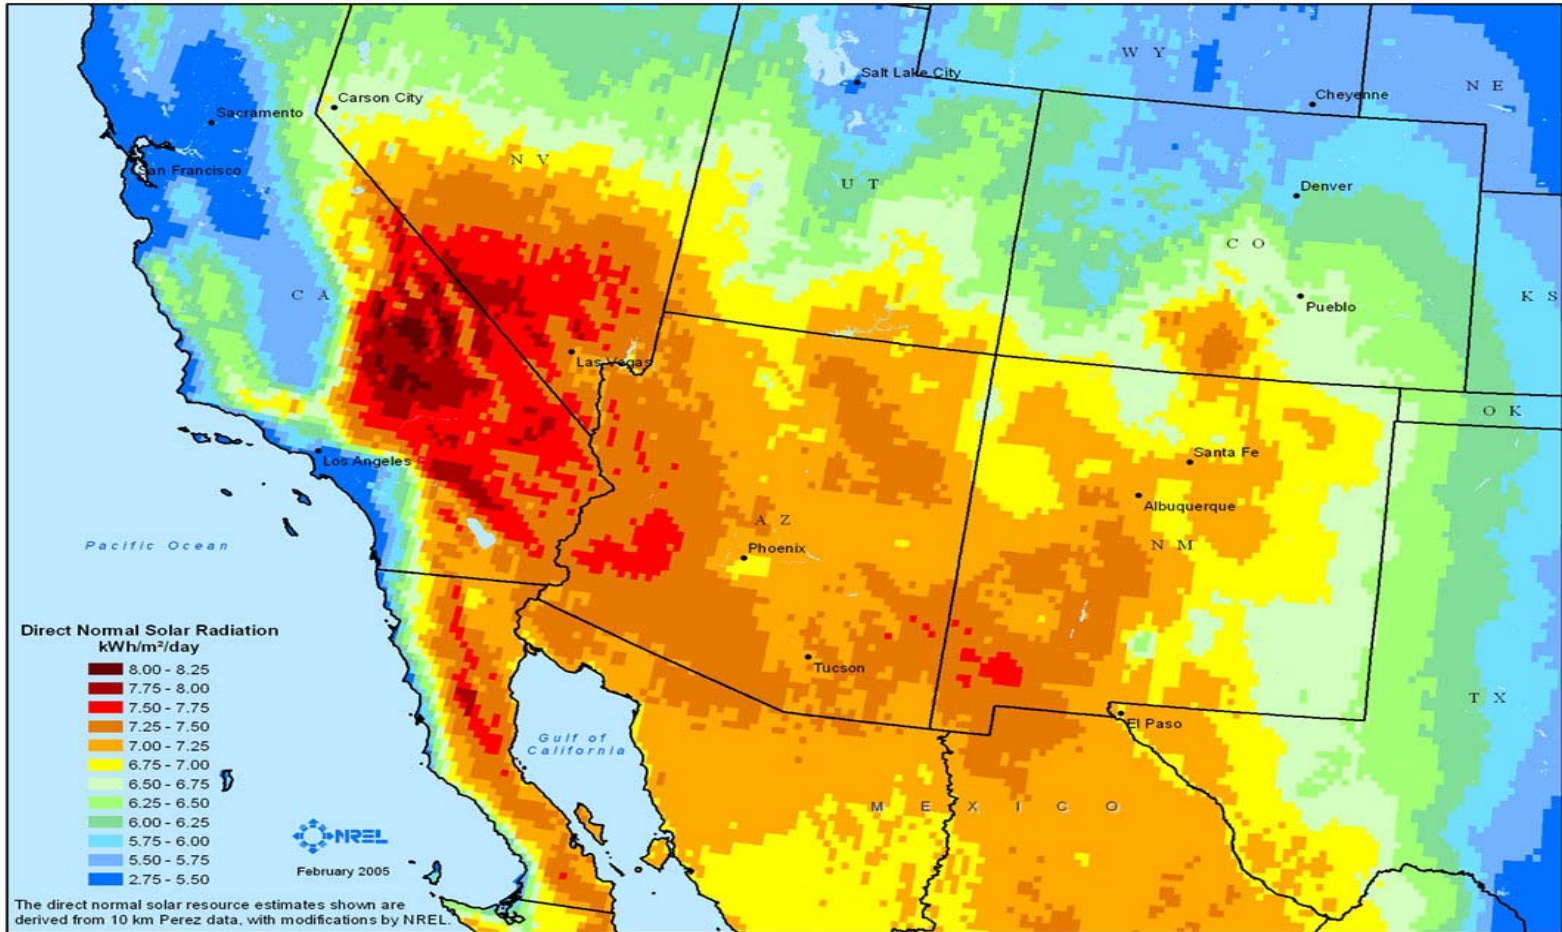 W Y
Salt Lake City
N E
Cheyenne
Carson City
Sacramento
N V
San Francisco
U T
Denver
C O
C A
K S
Pueblo
Las Vegas
O K
Santa Fe
Los Angeles
Albuquerque
A Z
N M
Pacific Ocean
Phoenix
Tucson
T X
El Paso
Gulf of
California
M E X I C O
Direct Normal Solar Radiation
kWh/m²/day
8.00 - 8.25
7.75 - 8.00
7.50 - 7.75
7.25 - 7.50
7.00 - 7.25
6.75 - 7.00
6.50 - 6.75
6.25 - 6.50
6.00 - 6.25
5.75 - 6.00
5.50 - 5.75
2.75 - 5.50
NREL
February 2005
The direct normal solar resource estimates shown are
derived from 10 km Perez data, with modifications by NREL.